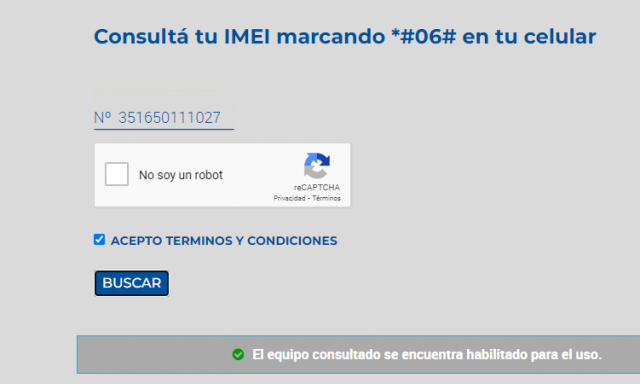 Consultá tu IMEI marcando *#06# en tu celular
Nº 351650111027
No soy un robot
reCAPTCHA
Privacidad - Términos
ACEPTO TERMINOS Y CONDICIONES
BUSCAR
El equipo consultado se encuentra habilitado para el uso.